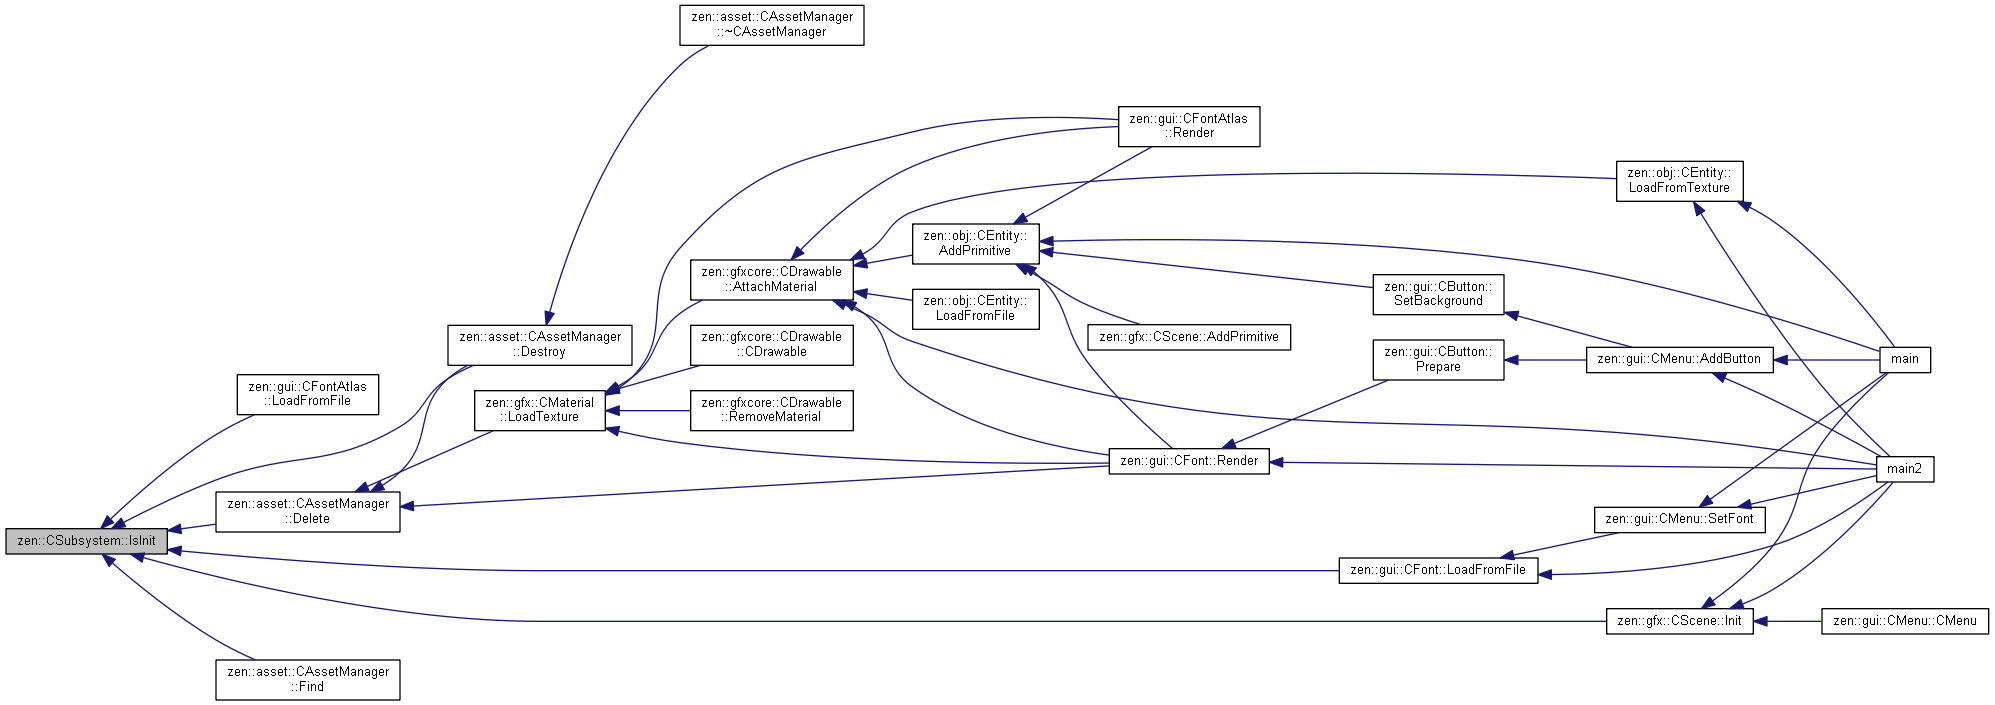 zen::asset::CAssetManager
::~CAssetManager
zen::gui::CFontAtlas
::Render
zen::obj::CEntity::
LoadFromTexture
zen::obj::CEntity::
AddPrimitive
zen::gfxcore::CDrawable
::AttachMaterial
zen::gui::CButton::
SetBackground
zen::obj::CEntity::
LoadFromFile
zen::asset::CAssetManager
::Destroy
zen::gfxcore::CDrawable
::CDrawable
zen::gfx::CScene::AddPrimitive
zen::gui::CButton::
Prepare
zen::gui::CMenu::AddButton
main
zen::gui::CFontAtlas
::LoadFromFile
zen::gfx::CMaterial
::LoadTexture
zen::gfxcore::CDrawable
::RemoveMaterial
zen::gui::CFont::Render
main2
zen::asset::CAssetManager
::Delete
zen::gui::CMenu::SetFont
zen::CSubsystem::IsInit
zen::gui::CFont::LoadFromFile
zen::gfx::CScene::Init
zen::gui::CMenu::CMenu
zen::asset::CAssetManager
::Find